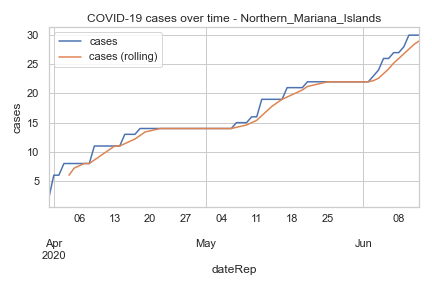 COVID-19 cases over time - Northern_Mariana_Islands
cases
cases (rolling)
30
25
20
15
10
5
cases
06 13 20 27 04 11 18 25 08
Apr May Jun
2020
dateRep